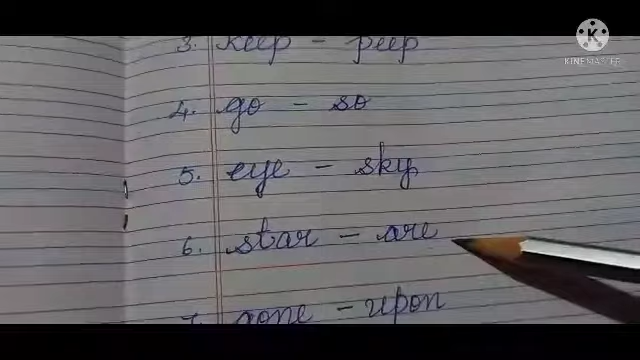 KINEMASTER
3. keep - peep
4. go - so
5. eye - sky
6. star - are
7. gone - upon